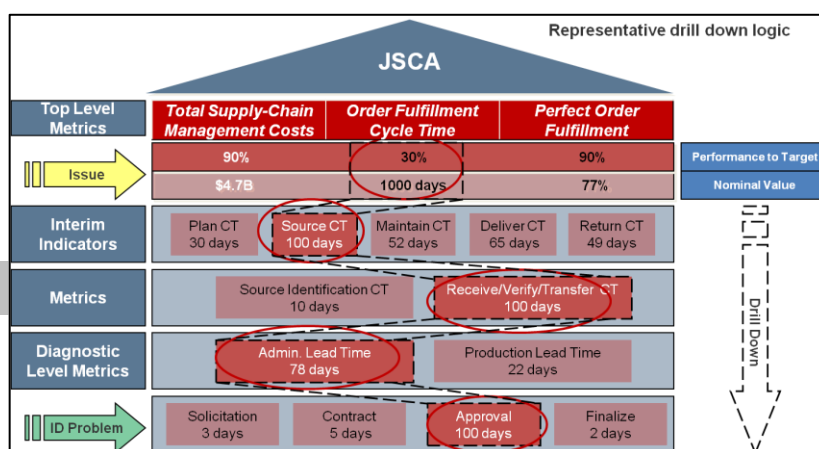 Representative drill down logic
JSCA
Top Level
Metrics
Total Supply-Chain
Management Costs
Order Fulfillment
Cycle Time
Perfect Order
Fulfillment
Issue
90%
30%
90%
Performance to Target
$4.7B
1000 days
77%
Nominal Value
Interim
Indicators
Plan CT
30 days
Source CT
100 days
Maintain CT
52 days
Deliver CT
65 days
Return CT
49 days
Metrics
Source Identification CT
10 days
Receive/Verify/Transfer CT
100 days
Drill Down
Diagnostic
Level Metrics
Admin. Lead Time
78 days
Production Lead Time
22 days
ID Problem
Solicitation
3 days
Contract
5 days
Approval
100 days
Finalize
2 days